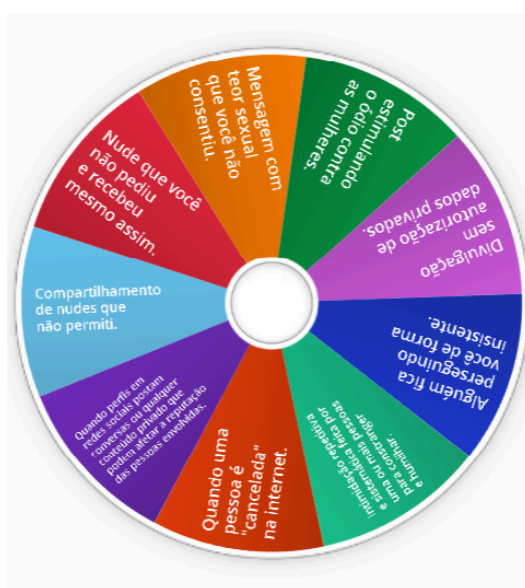 Mensagem com
teor sexual
que você não
consentiu.
Post
estimulando
o ódio contra
as mulheres.
Divulgação
sem
autorização de
dados privados.
Alguém fica
perseguindo
você de forma
insistente.
Intimidação repetitiva
e sistemática feita por
uma ou mais pessoas
para constranger
e humilhar.
Quando uma
pessoa é
"cancelada"
na internet.
Quando perfis em
redes sociais postam
conversas ou qualquer
conteúdo privado que
podem afetar a reputação
das pessoas envolvidas.
Compartilhamento
de nudes que
não permiti.
Nude que você
não pediu
e recebeu
mesmo assim.